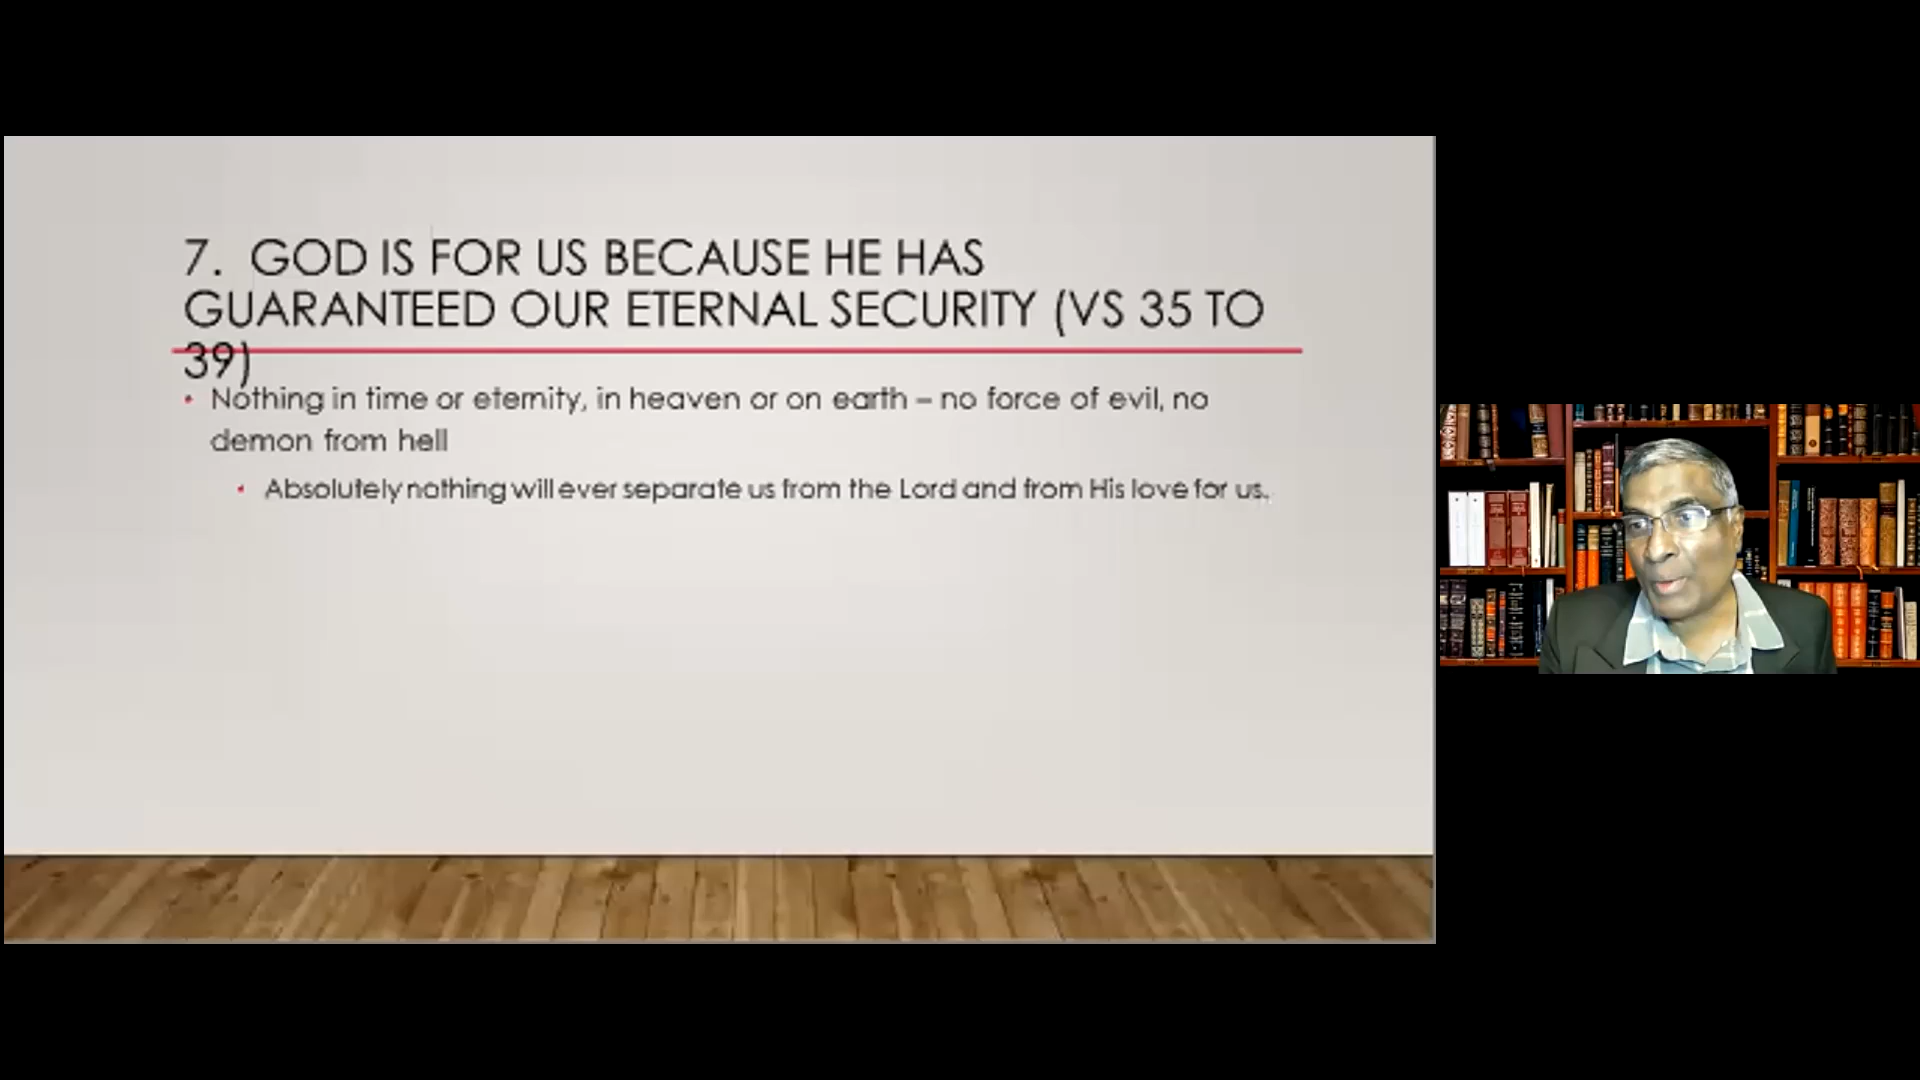 7. GOD IS FOR US BECAUSE HE HAS
GUARANTEED OUR ETERNAL SECURITY (VS 35 TO
39)
• Nothing in time or eternity, in heaven or on earth – no force of evil, no
demon from hell
• Absolutely nothing will ever separate us from the Lord and from His love for us.